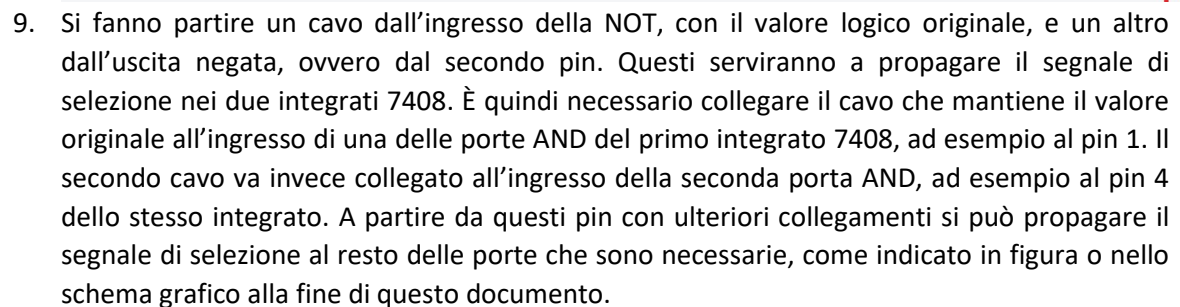 9. Si fanno partire un cavo dall'ingresso della NOT, con il valore logico originale, e un altro
dall'uscita negata, ovvero dal secondo pin. Questi serviranno a propagare il segnale di
selezione nei due integrati 7408. È quindi necessario collegare il cavo che mantiene il valore
originale all'ingresso di una delle porte AND del primo integrato 7408, ad esempio al pin 1. Il
secondo cavo va invece collegato all'ingresso della seconda porta AND, ad esempio al pin 4
dello stesso integrato. A partire da questi pin con ulteriori collegamenti si può propagare il
segnale di selezione al resto delle porte che sono necessarie, come indicato in figura o nello
schema grafico alla fine di questo documento.